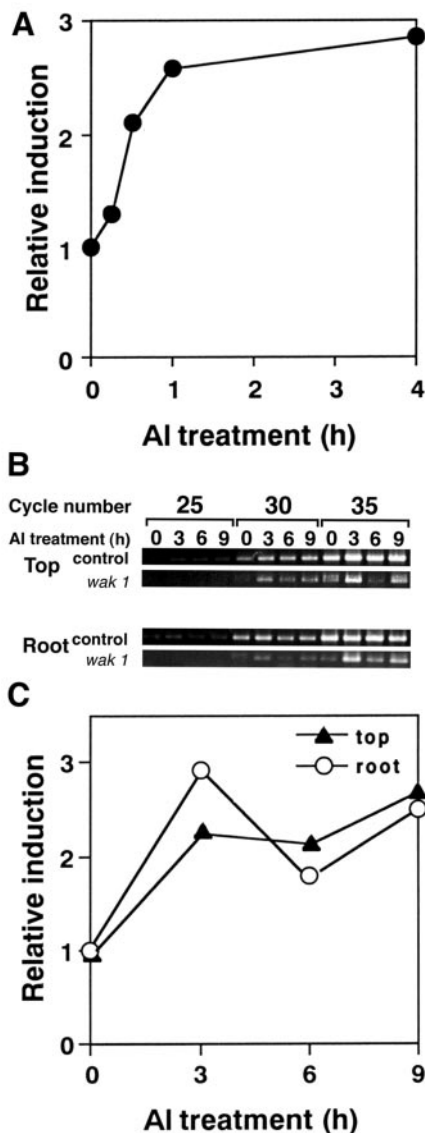 A
Relative induction
3
2
1
0
0 1 2 3 4
Al treatment (h)
B
Cycle number 25 30 35
Al treatment (h) 0 3 6 9 0 3 6 9 0 3 6 9
Top control
wak 1
Root control
wak 1
C
Relative induction
3
2
1
0
top
root
0 3 6 9
Al treatment (h)